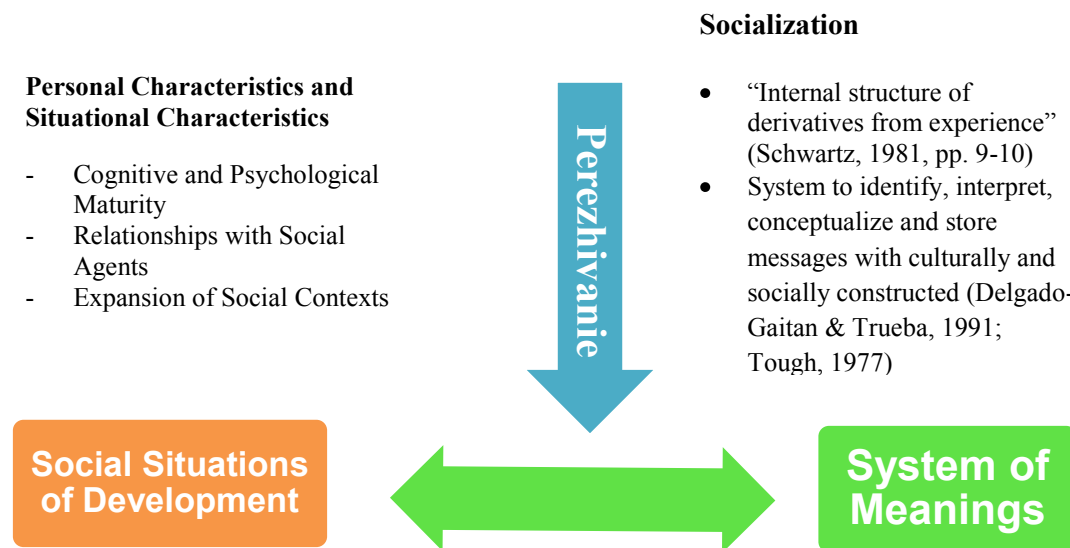 Socialization
Personal Characteristics and
Situational Characteristics
- Cognitive and Psychological
Maturity
- Relationships with Social
Agents
- Expansion of Social Contexts
Perezhivanie
• “Internal structure of
derivatives from experience”
(Schwartz, 1981, pp. 9-10)
• System to identify, interpret,
conceptualize and store
messages with culturally and
socially constructed (Delgado-
Gaitan & Trueba, 1991;
Tough, 1977)
Social Situations
of Development
System of
Meanings